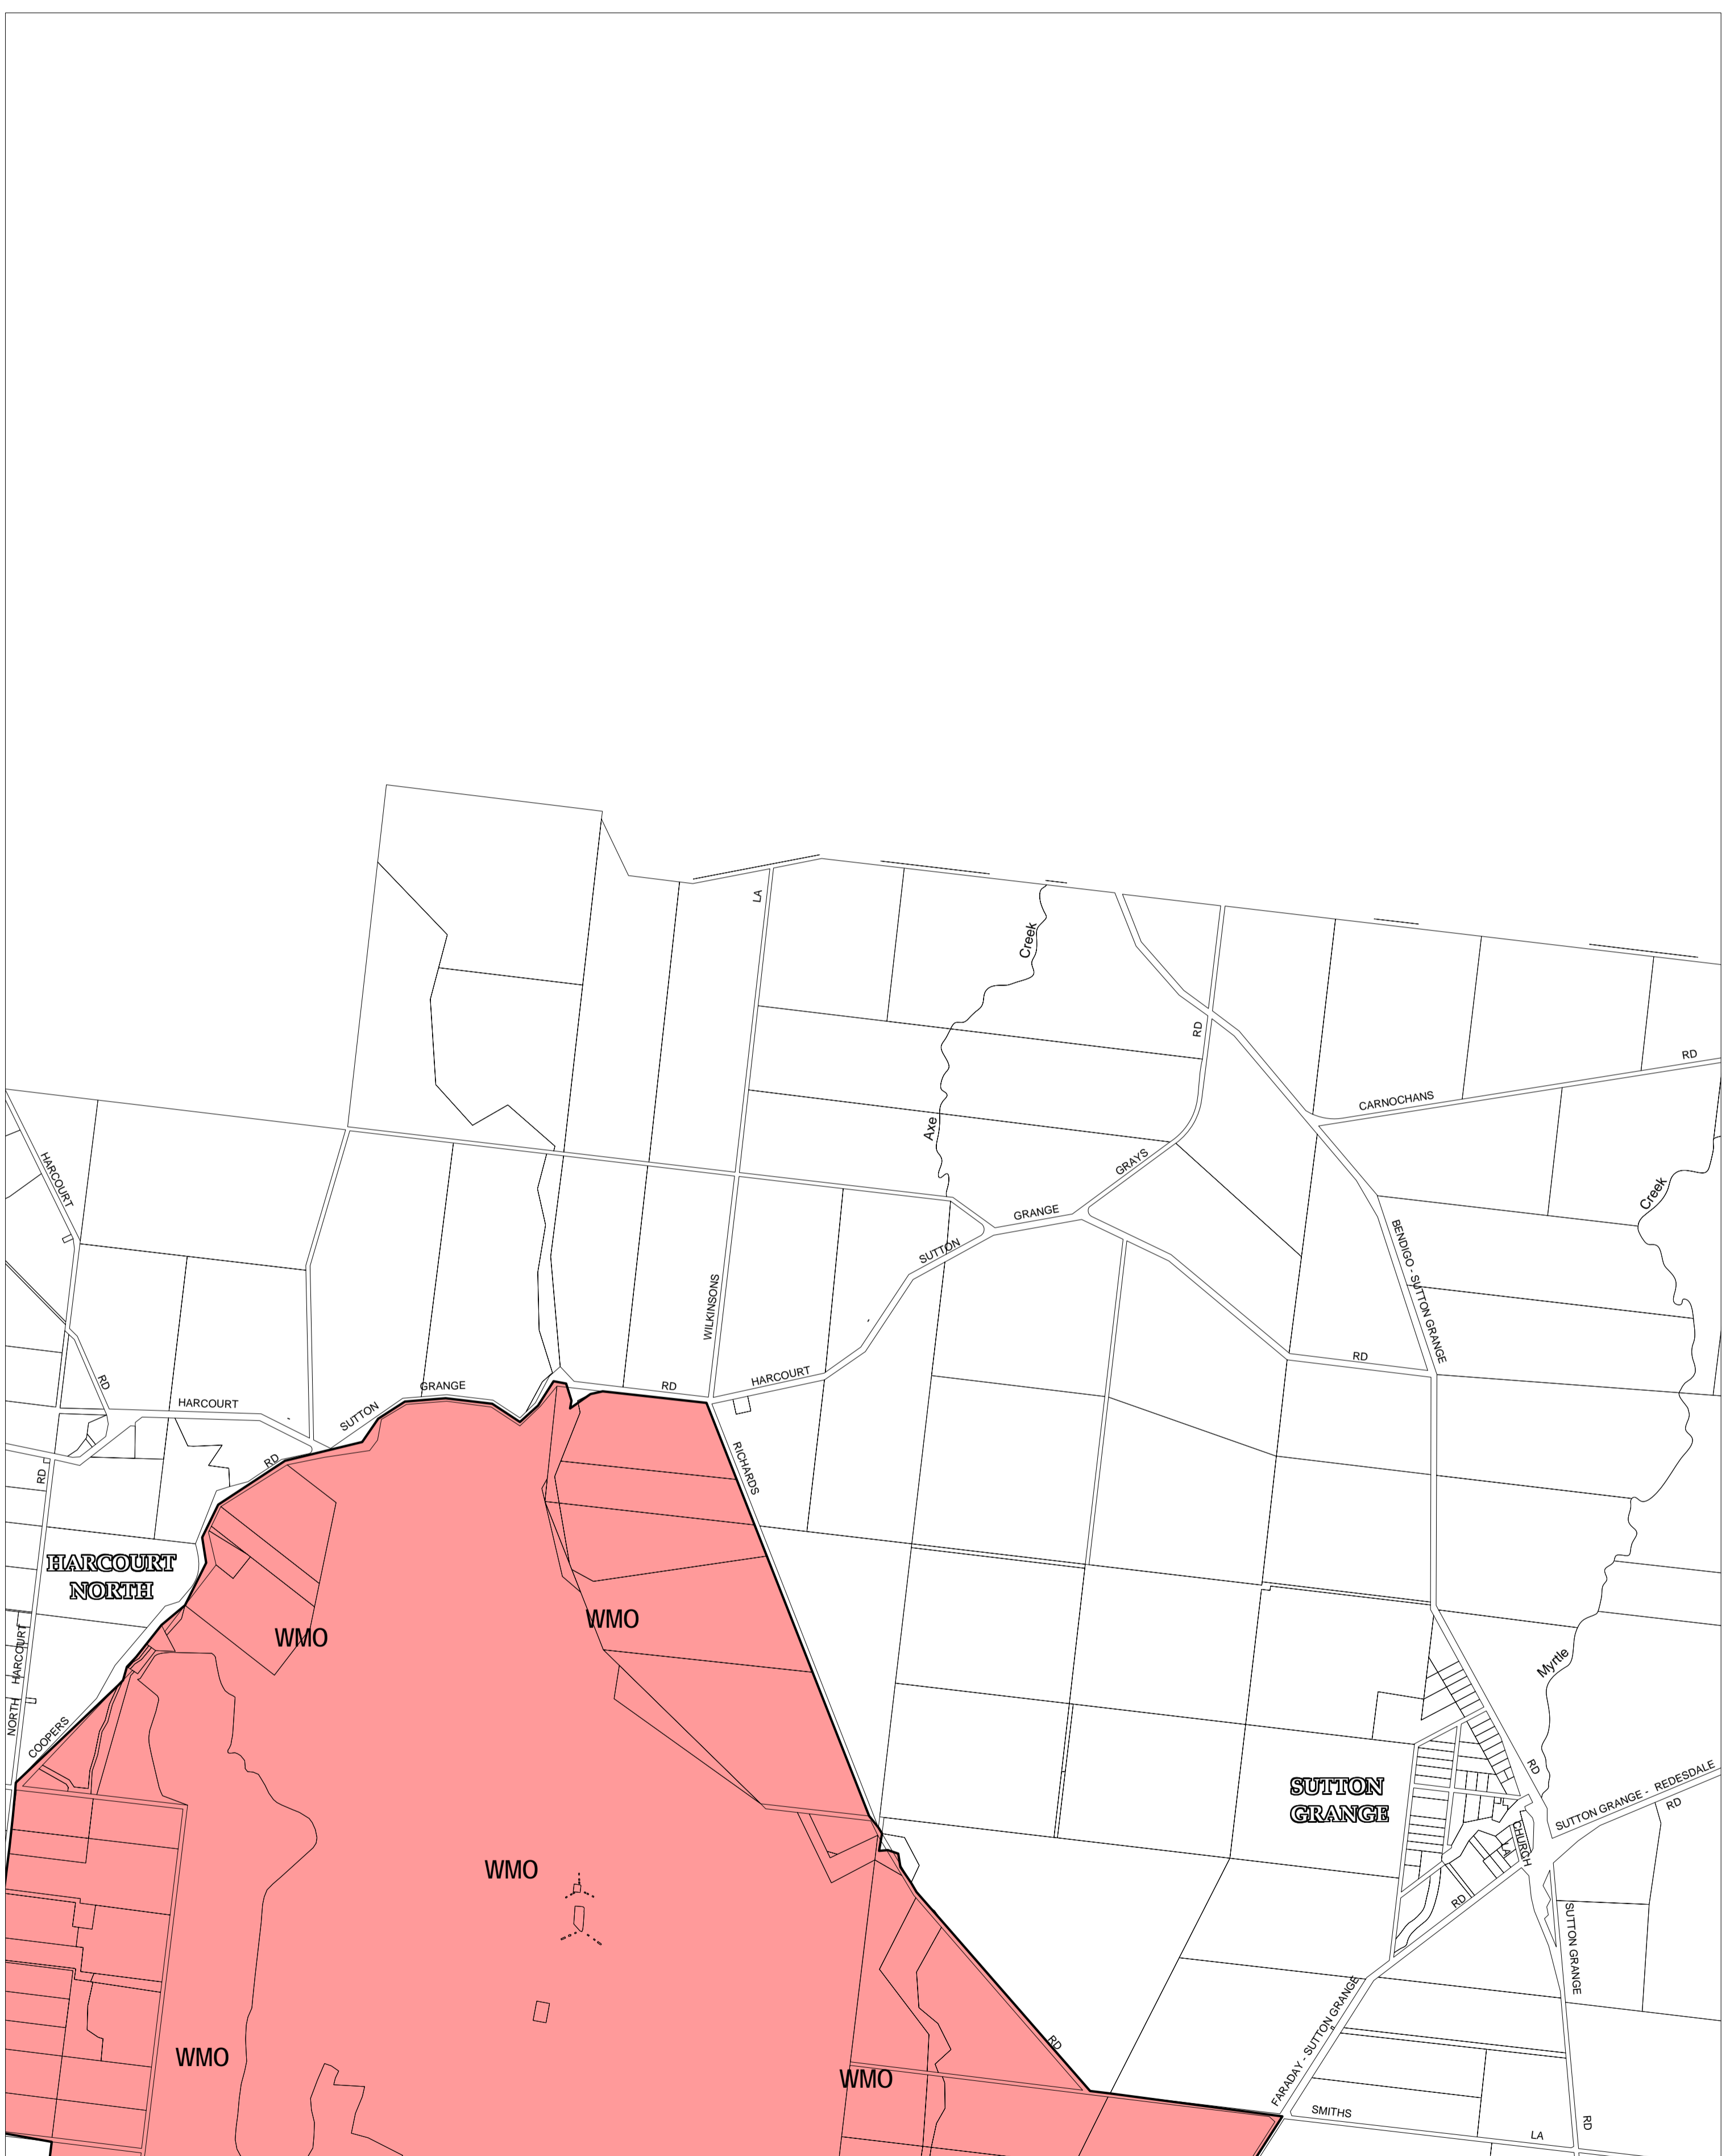 LA
Creek
RD
RD
CARNOCHANS
Axe
GRAYS
HARCOURT
Creek
GRANGE
SUTTON
BENDIGO - SUTTON GRANGE
WILKINSONS
RD
RD
HARCOURT
GRANGE
RD
HARCOURT
SUTTON
RD
RICHARDS
RD
HARCOURT
NORTH
WMO
WMO
NORTH HARCOURT
Myrtle
COOPERS
RD
SUTTON GRANGE - REDESDALE
RD
SUTTON
GRANGE
CHURCH
LA
WMO
RD
SUTTON GRANGE
FARADAY - SUTTON GRANGE
RD
WMO
WMO
SMITHS
LA
RD